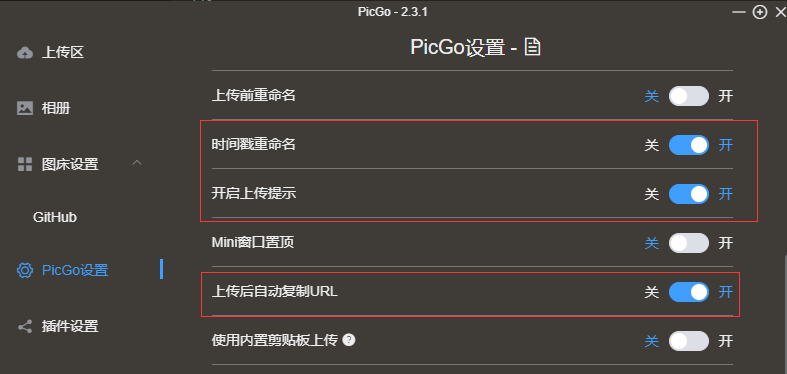 PicGo - 2.3.1
上传区
相册
图床设置
GitHub
PicGo设置
插件设置
PicGo设置 -
上传前重命名 关 开
时间戳重命名 关 开
开启上传提示 关 开
Mini窗口置顶 关 开
上传后自动复制URL 关 开
使用内置剪贴板上传 ? 关 开